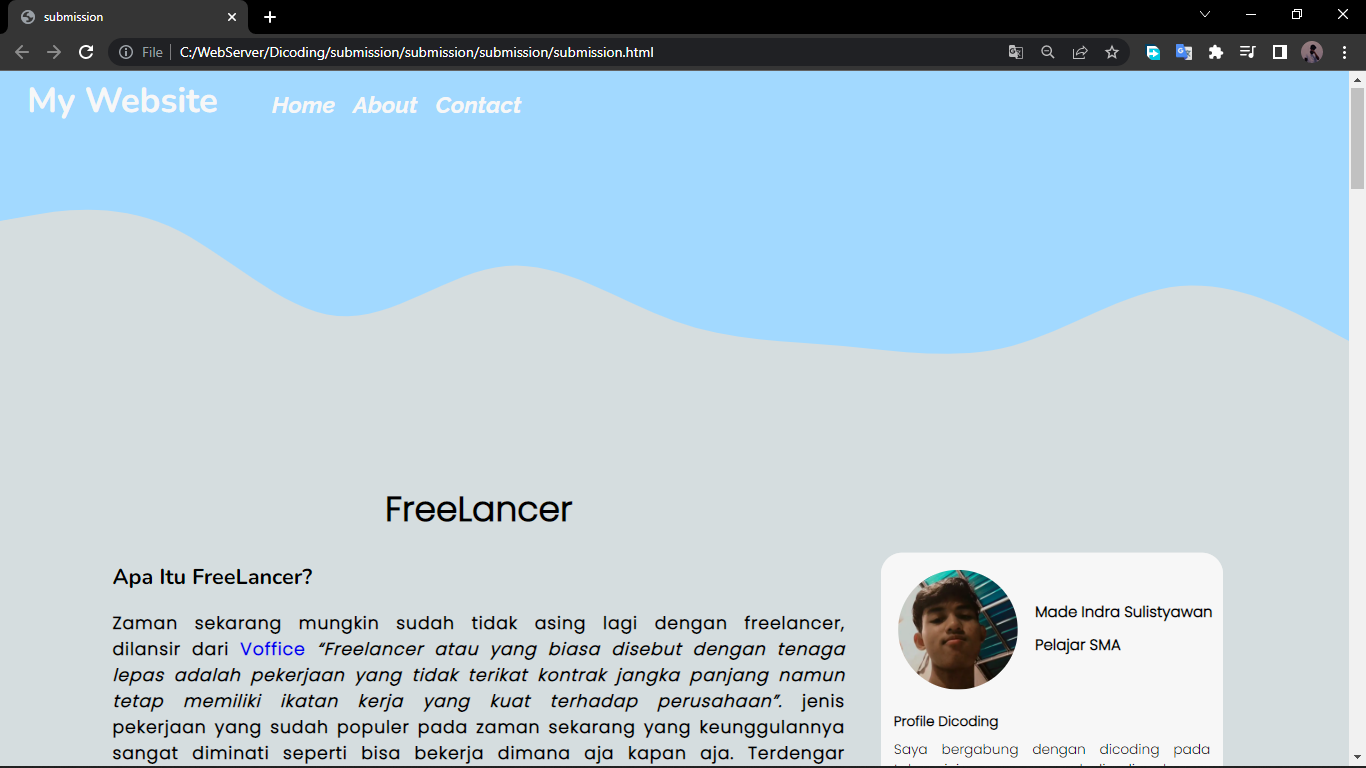 submission
File
C:/WebServer/Dicoding/submission/submission/submission/submission.html
My Website
Home About Contact
FreeLancer
Apa Itu FreeLancer?
Zaman sekarang mungkin sudah tidak asing lagi dengan freelancer,
dilansir dari Voffice “Freelancer atau yang biasa disebut dengan tenaga
lepas adalah pekerjaan yang tidak terikat kontrak jangka panjang namun
tetap memiliki ikatan kerja yang kuat terhadap perusahaan”. jenis
pekerjaan yang sudah populer pada zaman sekarang yang keunggulannya
sangat diminati seperti bisa bekerja dimana aja kapan aja. Terdengar
Made Indra Sulistyawan
Pelajar SMA
Profile Dicoding
Saya bergabung dengan dicoding pada